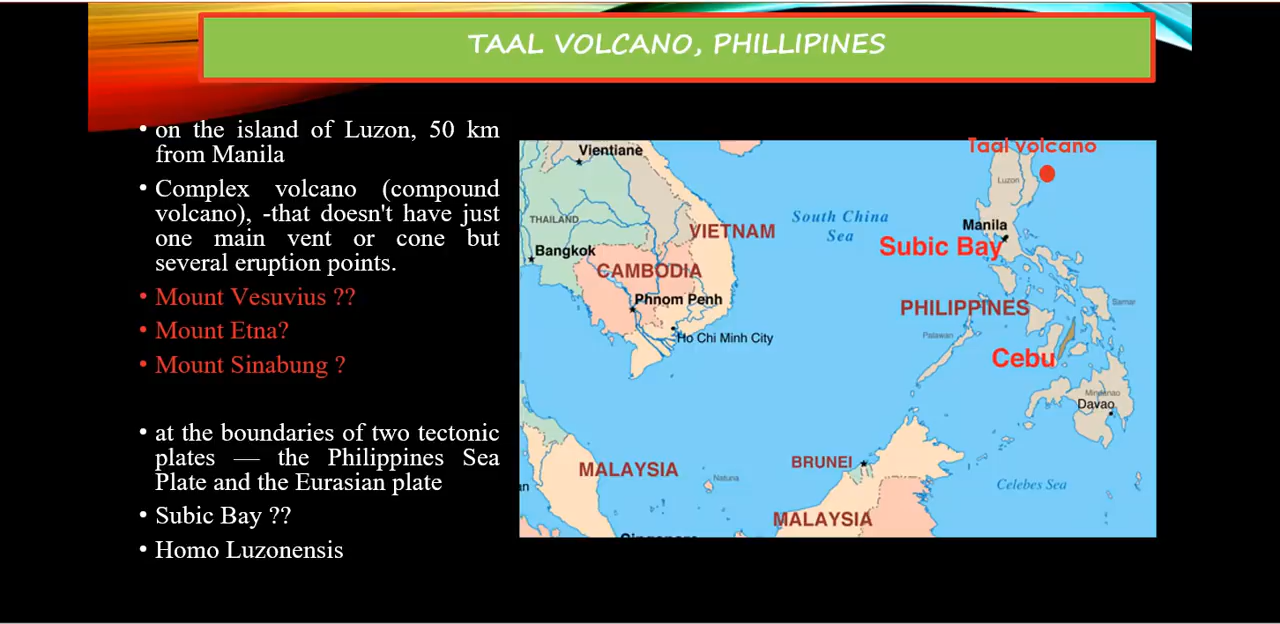 TAAL VOLCANO, PHILLIPINES
• on the island of Luzon, 50 km
from Manila
• Complex volcano (compound
volcano), -that doesn't have just
one main vent or cone but
several eruption points.
• Mount Vesuvius ??
• Mount Etna?
• Mount Sinabung ?
• at the boundaries of two tectonic
plates — the Philippines Sea
Plate and the Eurasian plate
• Subic Bay ??
• Homo Luzonensis
Taal volcano
Vientiane
Luzon
THAILAND
South China
Sea
VIETNAM
Manila
Subic Bay
Bangkok
CAMBODIA
Phnom Penh
PHILIPPINES
Samar
Ho Chi Minh City
Palawan
Cebu
Mindanao
Davao
BRUNEI
MALAYSIA
Natuna
Celebes Sea
an
MALAYSIA